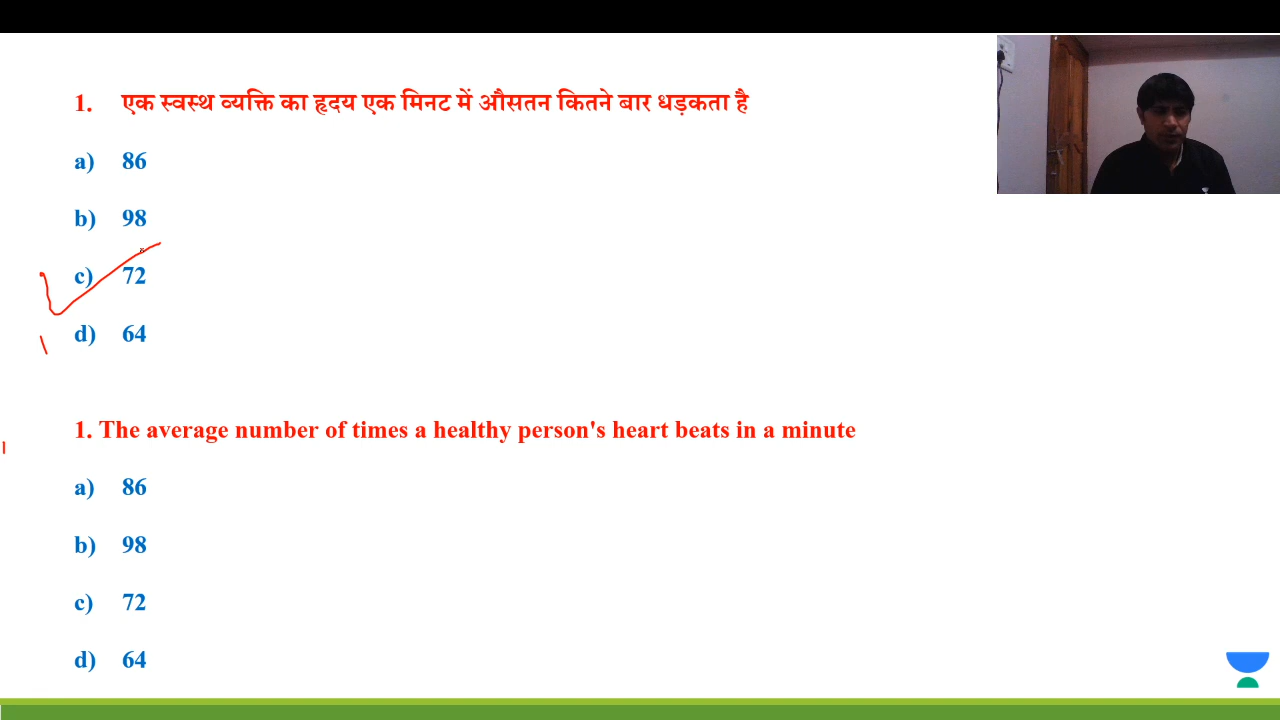 1. एक स्वस्थ व्यक्ति का हृदय एक मिनट में औसतन कितने बार धड़कता है
a) 86
b) 98
c) 72
d) 64
1. The average number of times a healthy person's heart beats in a minute
a) 86
b) 98
c) 72
d) 64